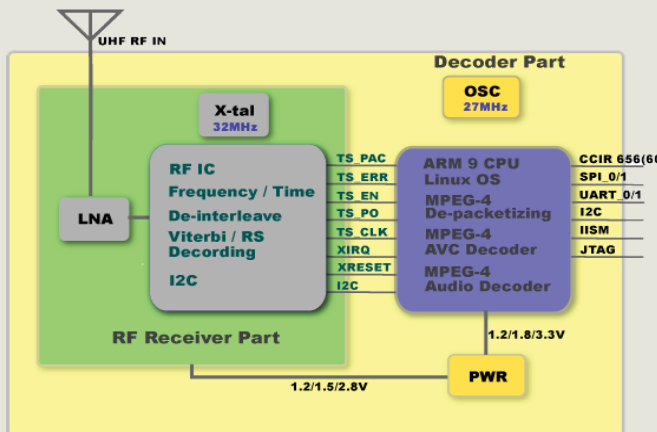 UHF RF IN
Decoder Part
OSC
27MHz
X-tal
32MHz
RF IC
Frequency / Time
De-interleave
Viterbi / RS
Decording
I2C
LNA
TS_PAC
TS_ERR
TS_EN
TS_PO
TS_CLK
XIRQ
XRESET
I2C
ARM 9 CPU
Linux OS
MPEG-4
De-packetizing
MPEG-4
AVC Decoder
MPEG-4
Audio Decoder
CCIR 656(60
SPI_0/1
UART_0/1
I2C
IISM
JTAG
RF Receiver Part
1.2/1.8/3.3V
PWR
1.2/1.5/2.8V